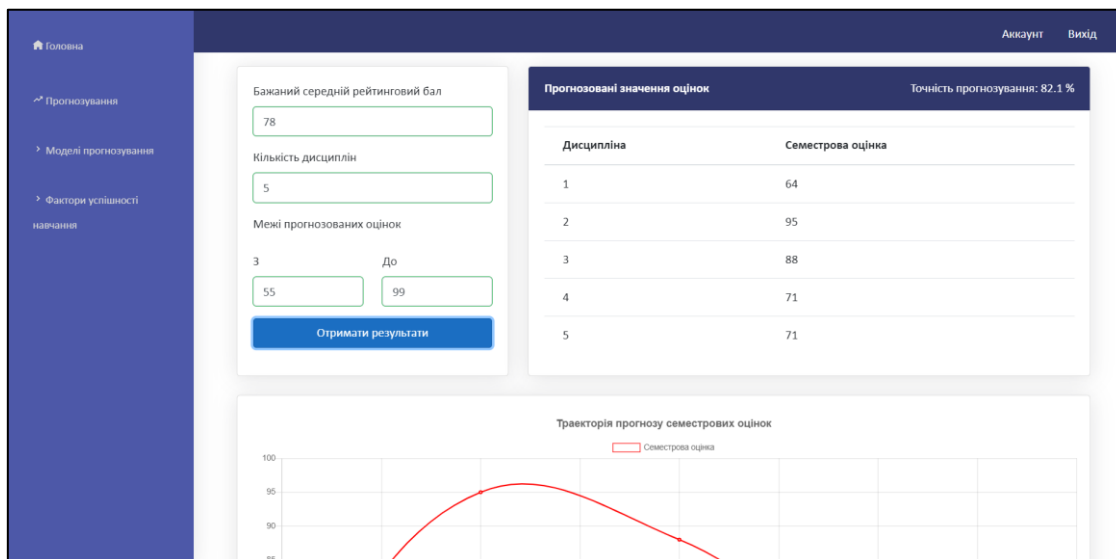 Аккаунт Вихід
Головна
Прогнозування
Моделі прогнозування
Фактори успішності
навчання
Бажаний середній рейтинговий бал
78
Кількість дисциплін
5
Межі прогнозованих оцінок
З До
55 99
Отримати результати
Прогнозовані значення оцінок Точність прогнозування: 82.1 %
Дисципліна Семестрова оцінка
1 64
2 95
3 88
4 71
5 71
Траекторія прогнозу семестрових оцінок
Семестрова оцінка
100
95
90
85